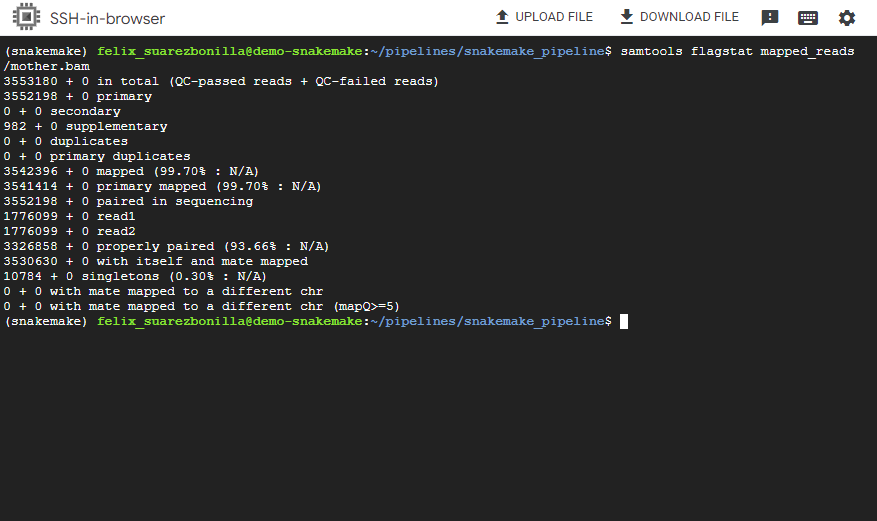 SSH-in-browser
UPLOAD FILE
DOWNLOAD FILE
(snakemake) felix_suarezbonilla@demo-snakemake:~/pipelines/snakemake_pipeline$ samtools flagstat mapped_reads
/mother.bam
3553180 + 0 in total (QC-passed reads + QC-failed reads)
3552198 + 0 primary
0 + 0 secondary
982 + 0 supplementary
0 + 0 duplicates
0 + 0 primary duplicates
3542396 + 0 mapped (99.70% : N/A)
3541414 + 0 primary mapped (99.70% : N/A)
3552198 + 0 paired in sequencing
1776099 + 0 read1
1776099 + 0 read2
3326858 + 0 properly paired (93.66% : N/A)
3530630 + 0 with itself and mate mapped
10784 + 0 singletons (0.30% : N/A)
0 + 0 with mate mapped to a different chr
0 + 0 with mate mapped to a different chr (mapQ>=5)
(snakemake) felix_suarezbonilla@demo-snakemake:~/pipelines/snakemake_pipeline$